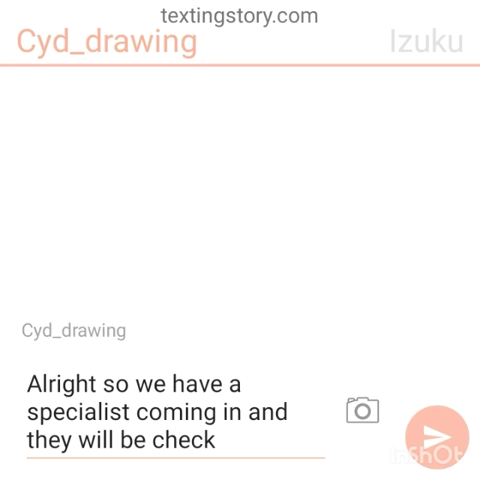 textingstory.com
Cyd_drawing Izuku
Cyd_drawing
Alright so we have a
specialist coming in and
they will be check